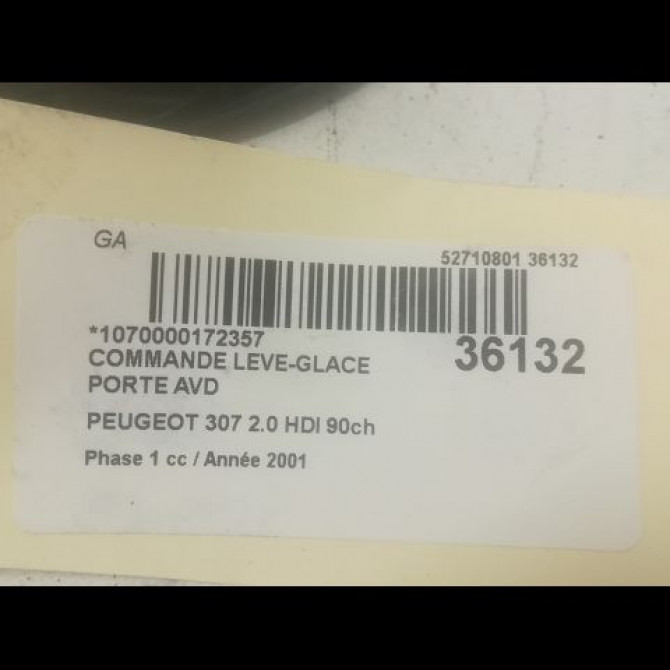 GA
52710801 36132
*1070000172357
36132
COMMANDE LEVE-GLACE
PORTE AVD
PEUGEOT 307 2.0 HDI 90ch
Phase 1 cc / Année 2001